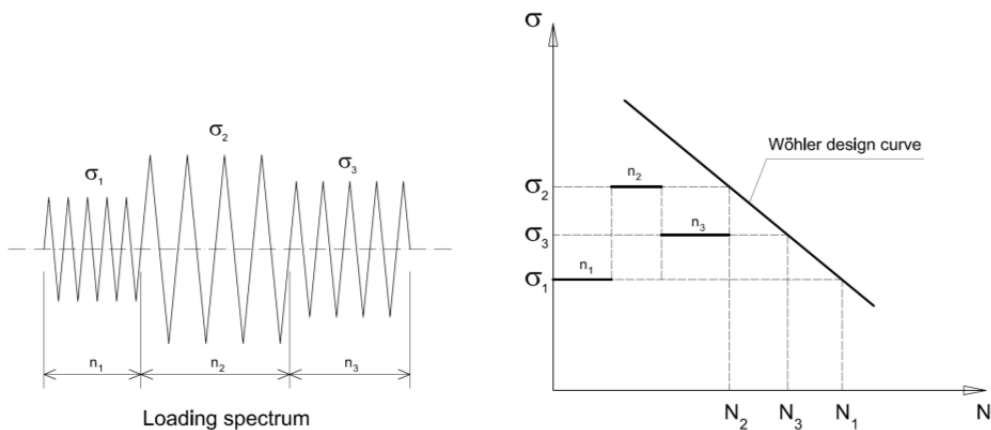 σ₁
σ₂
σ₃
n₁
n₂
n₃
Loading spectrum
σ
Wöhler design curve
σ₂
n₂
σ₃
n₃
σ₁
n₁
N₂
N₃
N₁
N